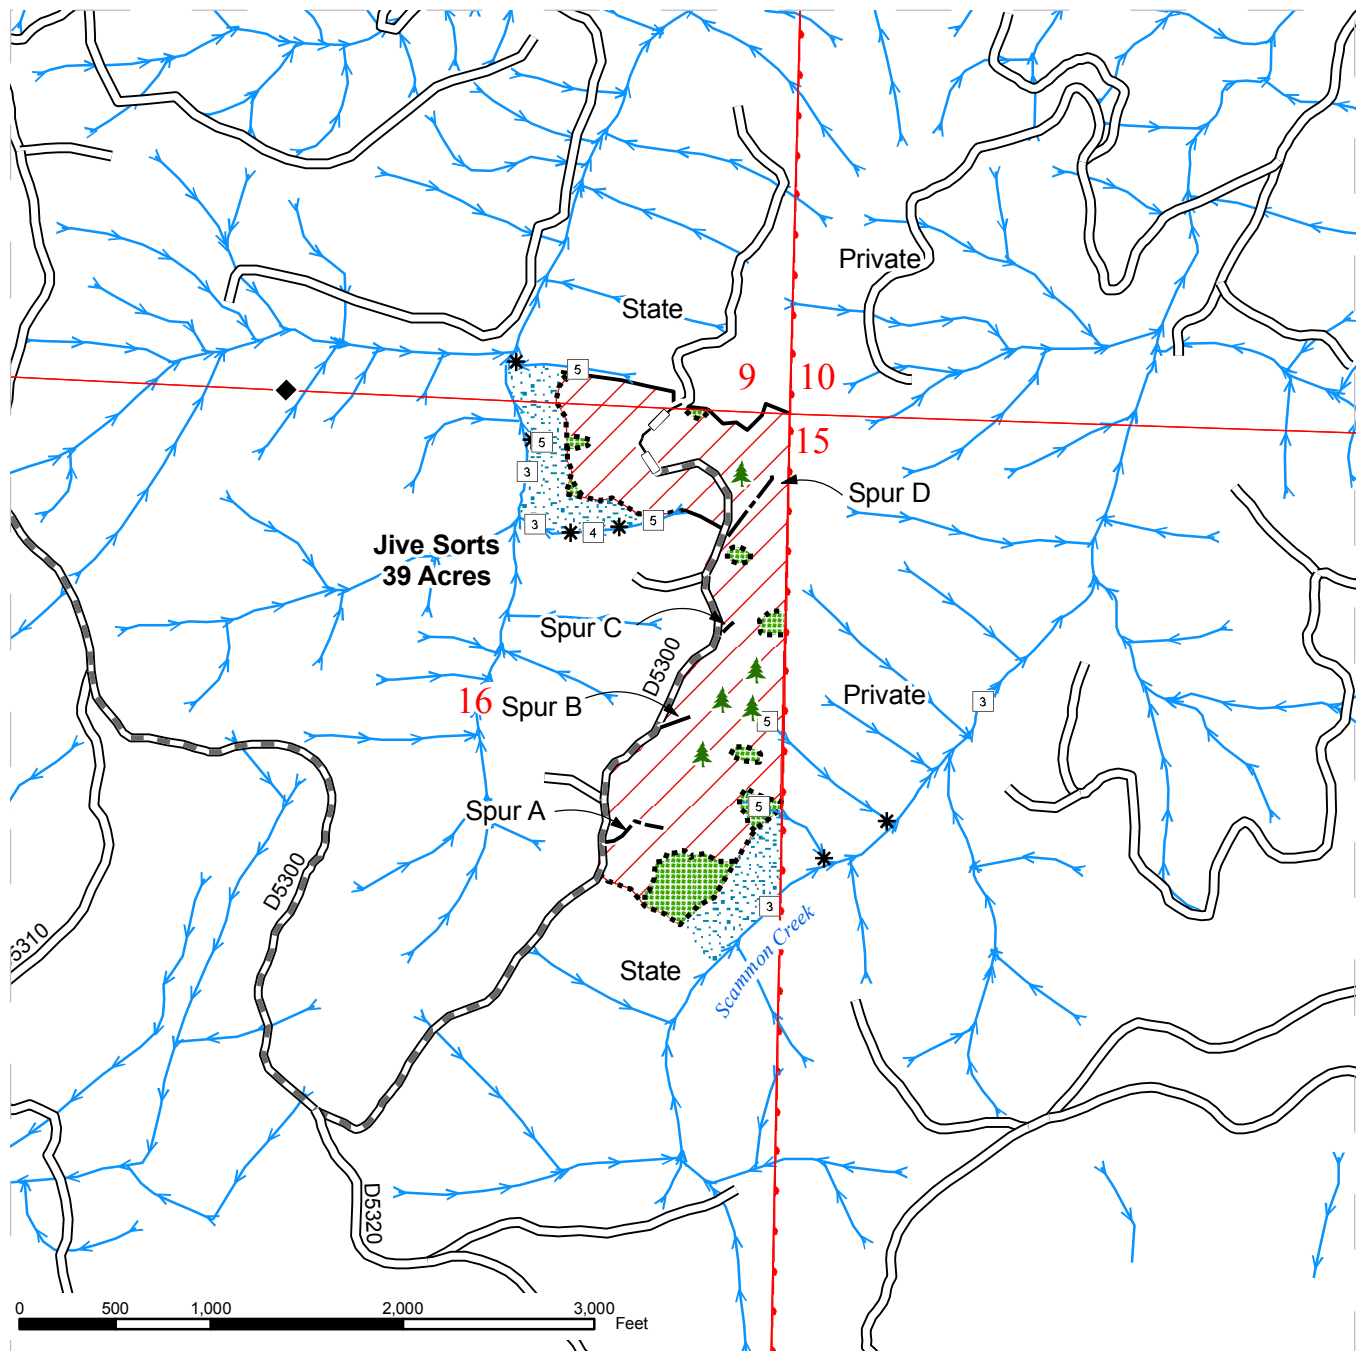 Private
State
9
10
5
15
5
3
Spur D
5
3
4
Jive Sorts
39 Acres
Spur C
D5300
Private
3
16
Spur B
5
5
Spur A
D5300
3
5310
Scammon Creek
State
D5320
0
500
1,000
2,000
3,000
Feet